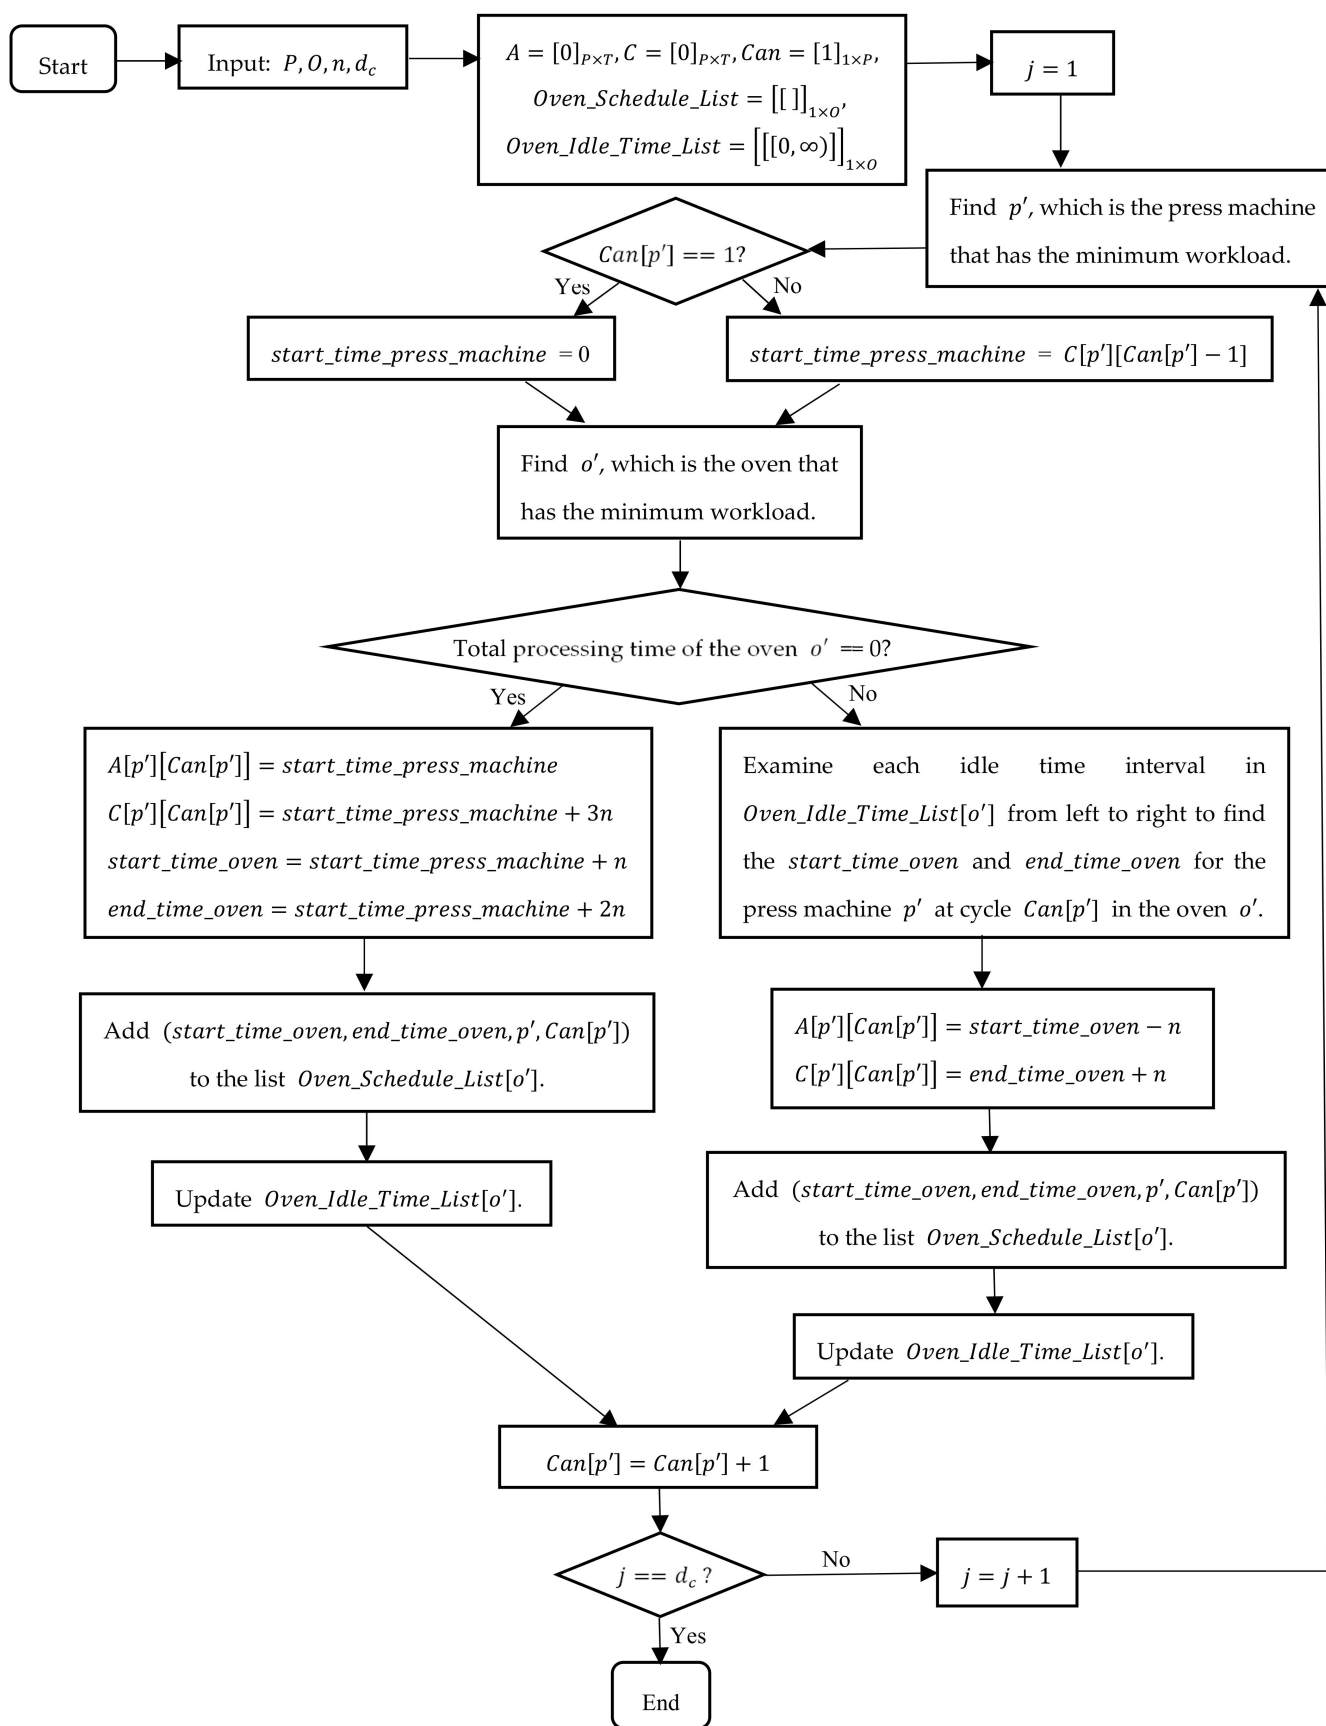 Start
Input: P, O, n, d_c
A = [0]_{P×T}, C = [0]_{P×T}, Can = [1]_{1×P},
Oven_Schedule_List = [[ ]]_{1×O},
Oven_Idle_Time_List = [[[0, ∞)]]_{1×O}
j = 1
Find p′, which is the press machine
that has the minimum workload.
Can[p′] == 1?
Yes
No
start_time_press_machine = 0
start_time_press_machine = C[p′][Can[p′] − 1]
Find o′, which is the oven that
has the minimum workload.
Total processing time of the oven o′ == 0?
Yes
No
A[p′][Can[p′]] = start_time_press_machine
C[p′][Can[p′]] = start_time_press_machine + 3n
start_time_oven = start_time_press_machine + n
end_time_oven = start_time_press_machine + 2n
Examine each idle time interval in
Oven_Idle_Time_List[o′] from left to right to find
the start_time_oven and end_time_oven for the
press machine p′ at cycle Can[p′] in the oven o′.
Add (start_time_oven, end_time_oven, p′, Can[p′])
to the list Oven_Schedule_List[o′].
A[p′][Can[p′]] = start_time_oven − n
C[p′][Can[p′]] = end_time_oven + n
Update Oven_Idle_Time_List[o′].
Add (start_time_oven, end_time_oven, p′, Can[p′])
to the list Oven_Schedule_List[o′].
Update Oven_Idle_Time_List[o′].
Can[p′] = Can[p′] + 1
j == d_c ?
No
j = j + 1
Yes
End